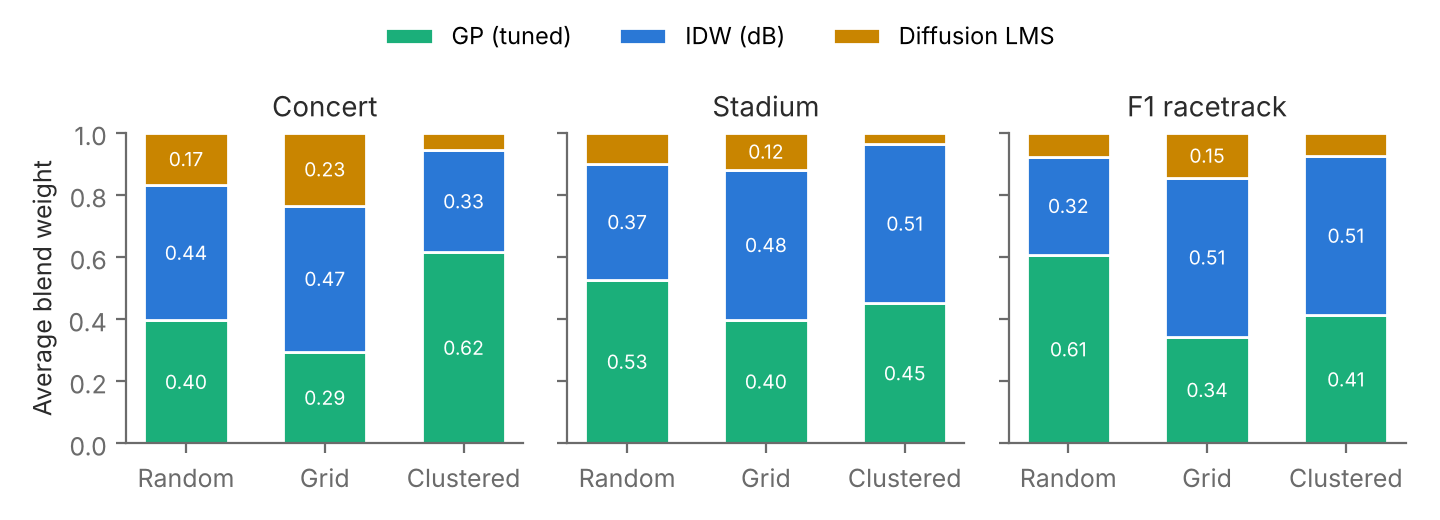 GP (tuned) IDW (dB) Diffusion LMS
Concert Stadium F1 racetrack
Average blend weight
1.0
0.8
0.6
0.4
0.2
0.0
0.17 0.23
0.44 0.47 0.33
0.40 0.29 0.62
Random Grid Clustered
0.12
0.37 0.48 0.51
0.53 0.40 0.45
Random Grid Clustered
0.15
0.32 0.51 0.51
0.61 0.34 0.41
Random Grid Clustered